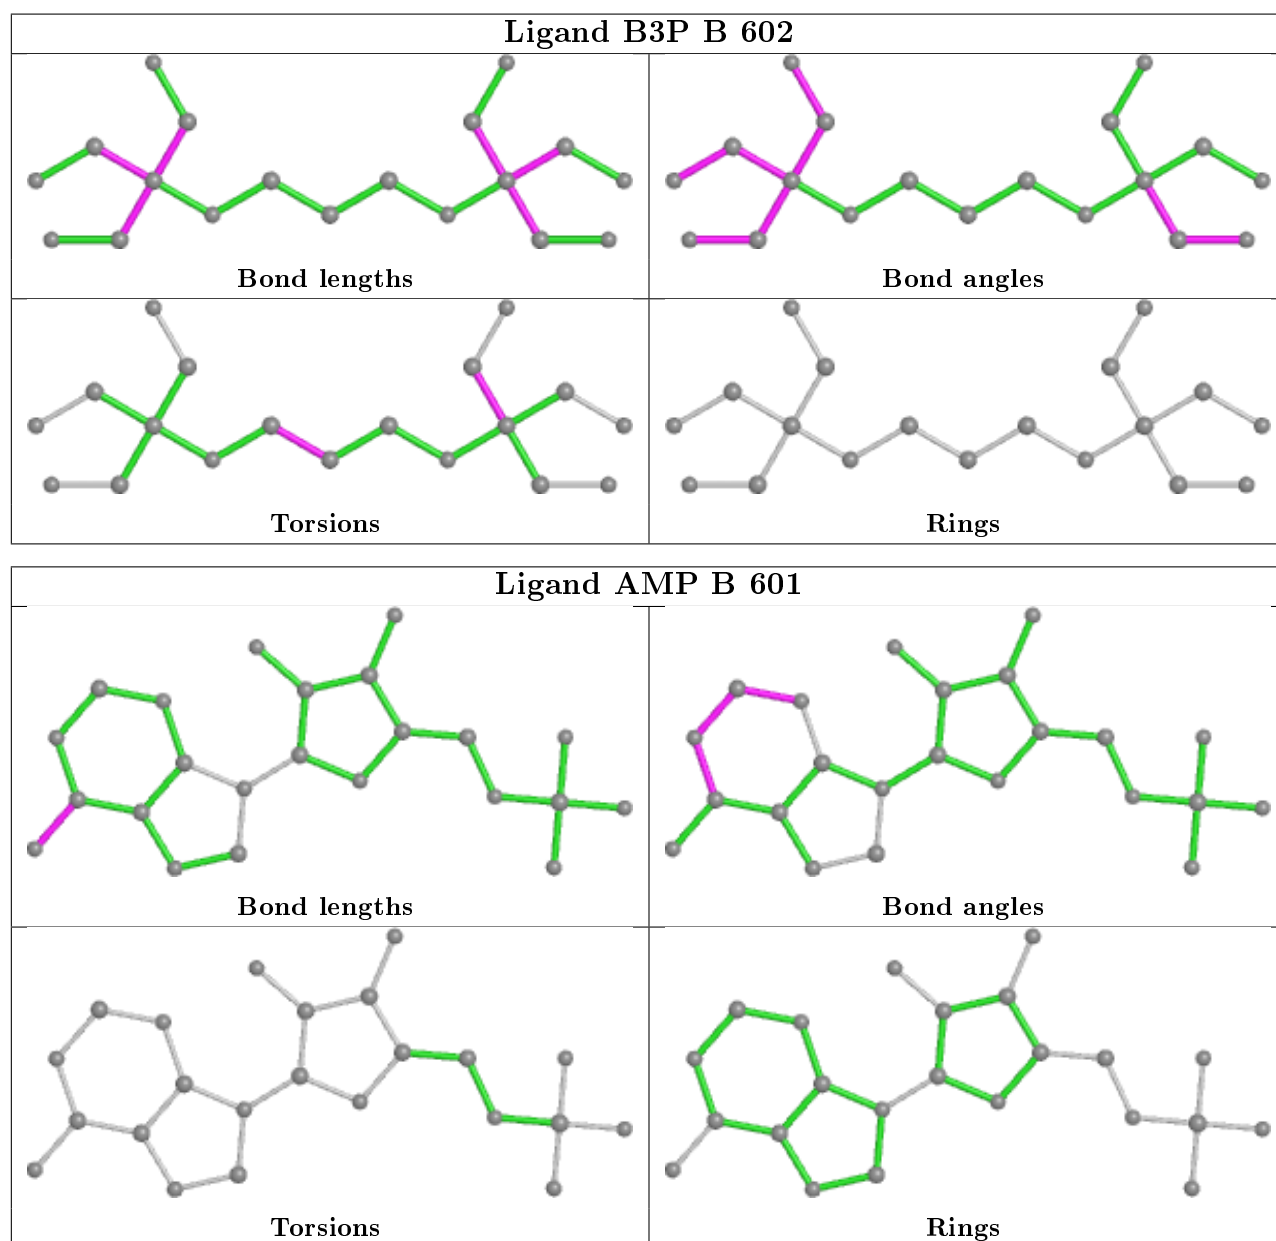 Ligand B3P B 602
Bond lengths
Bond angles
Torsions
Rings
Ligand AMP B 601
Bond lengths
Bond angles
Torsions
Rings